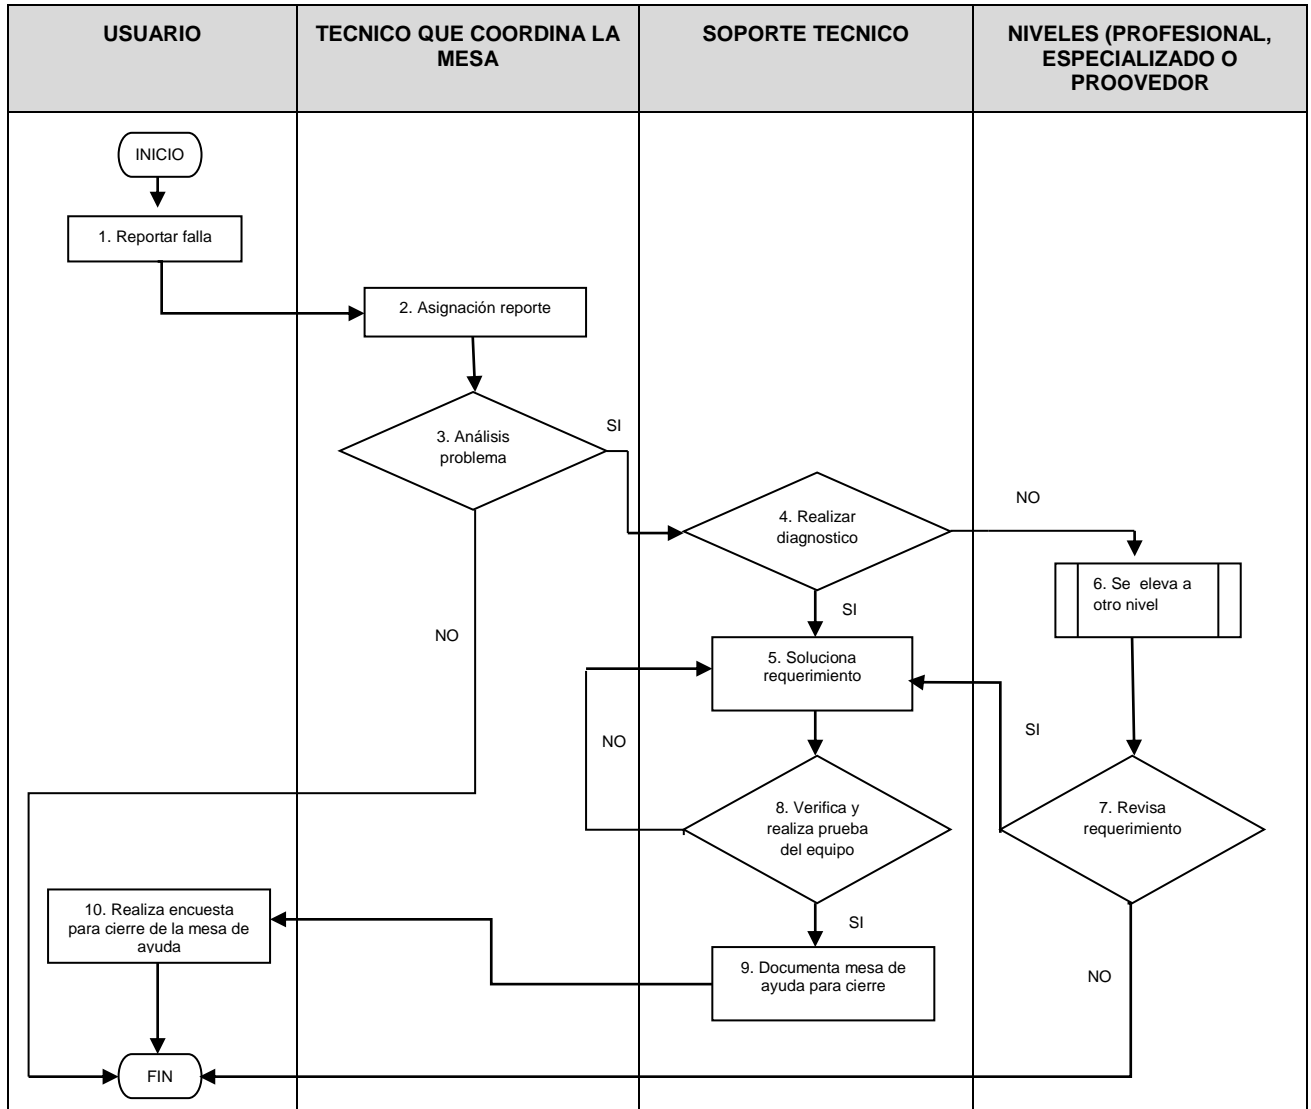 USUARIO
TECNICO QUE COORDINA LA
MESA
SOPORTE TECNICO
NIVELES (PROFESIONAL,
ESPECIALIZADO O
PROOVEDOR
INICIO
1. Reportar falla
2. Asignación reporte
3. Análisis
problema
SI
NO
4. Realizar
diagnostico
NO
SI
6. Se eleva a
otro nivel
5. Soluciona
requerimiento
NO
SI
8. Verifica y
realiza prueba
del equipo
7. Revisa
requerimiento
SI
NO
9. Documenta mesa de
ayuda para cierre
10. Realiza encuesta
para cierre de la mesa de
ayuda
FIN